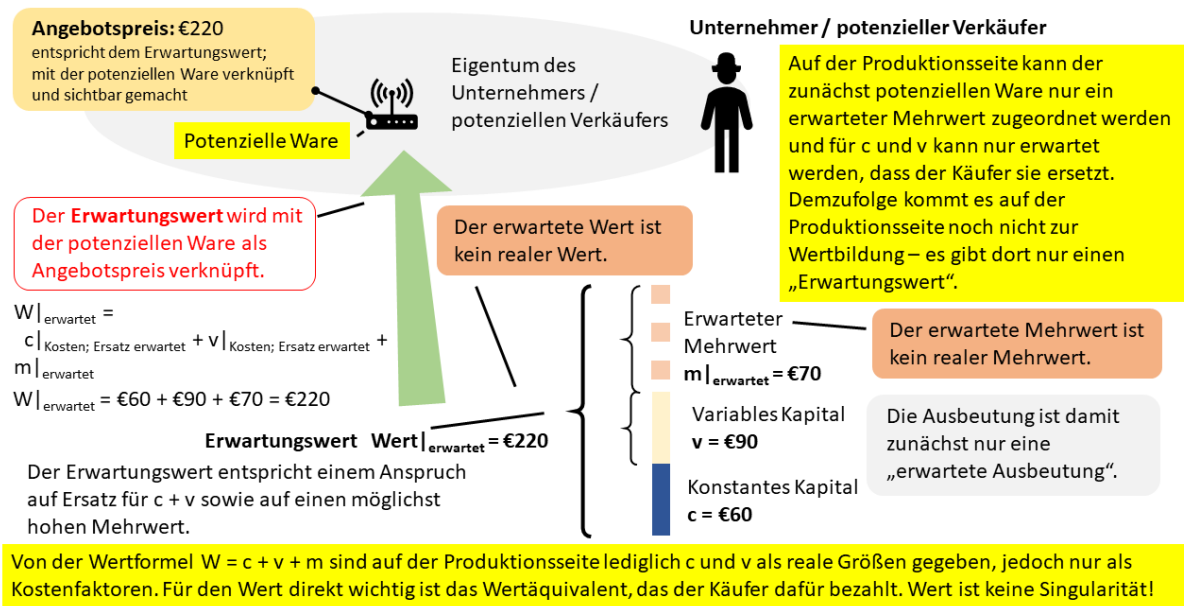 Angebotspreis: €220
entspricht dem Erwartungswert;
mit der potenziellen Ware verknüpft
und sichtbar gemacht
Potenzielle Ware
Eigentum des
Unternehmers /
potenziellen Verkäufers
Unternehmer / potenzieller Verkäufer
Auf der Produktionsseite kann der
zunächst potenziellen Ware nur ein
erwarteter Mehrwert zugeordnet werden
und für c und v kann nur erwartet
werden, dass der Käufer sie ersetzt.
Demzufolge kommt es auf der
Produktionsseite noch nicht zur
Wertbildung – es gibt dort nur einen
„Erwartungswert“.
Der Erwartungswert wird mit
der potenziellen Ware als
Angebotspreis verknüpft.
Der erwartete Wert ist
kein realer Wert.
W|erwartet =
c|Kosten; Ersatz erwartet + v|Kosten; Ersatz erwartet +
m|erwartet
W|erwartet = €60 + €90 + €70 = €220
Erwartungswert Wert|erwartet = €220
Der Erwartungswert entspricht einem Anspruch
auf Ersatz für c + v sowie auf einen möglichst
hohen Mehrwert.
Erwarteter
Mehrwert
m|erwartet = €70
Der erwartete Mehrwert ist
kein realer Mehrwert.
Variables Kapital
v = €90
Die Ausbeutung ist damit
zunächst nur eine
„erwartete Ausbeutung“.
Konstantes Kapital
c = €60
Von der Wertformel W = c + v + m sind auf der Produktionsseite lediglich c und v als reale Größen gegeben, jedoch nur als
Kostenfaktoren. Für den Wert direkt wichtig ist das Wertäquivalent, das der Käufer dafür bezahlt. Wert ist keine Singularität!